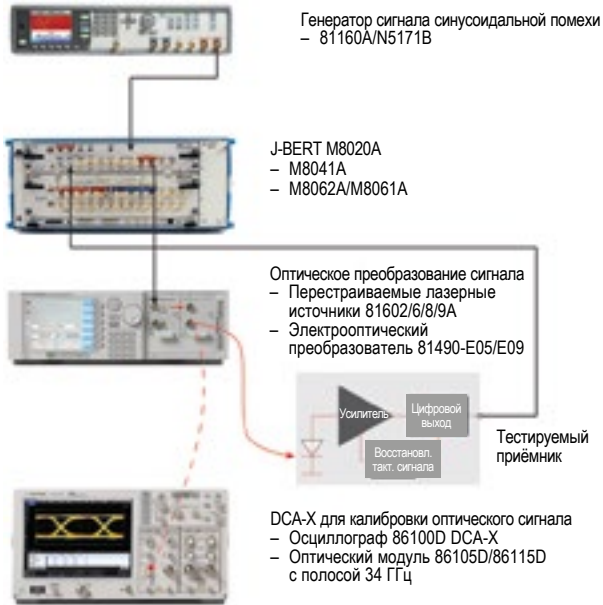 Генератор сигнала синусоидальной помехи
– 81160A/N5171B
J-BERT M8020A
– M8041A
– M8062A/M8061A
Оптическое преобразование сигнала
– Перестраиваемые лазерные
источники 81602/6/8/9A
– Электрооптический
преобразователь 81490-E05/E09
Усилитель
Цифровой
выход
Восстановл.
такт. сигнала
Тестируемый
приёмник
DCA-X для калибровки оптического сигнала
– Осциллограф 86100D DCA-X
– Оптический модуль 86105D/86115D
с полосой 34 ГГц